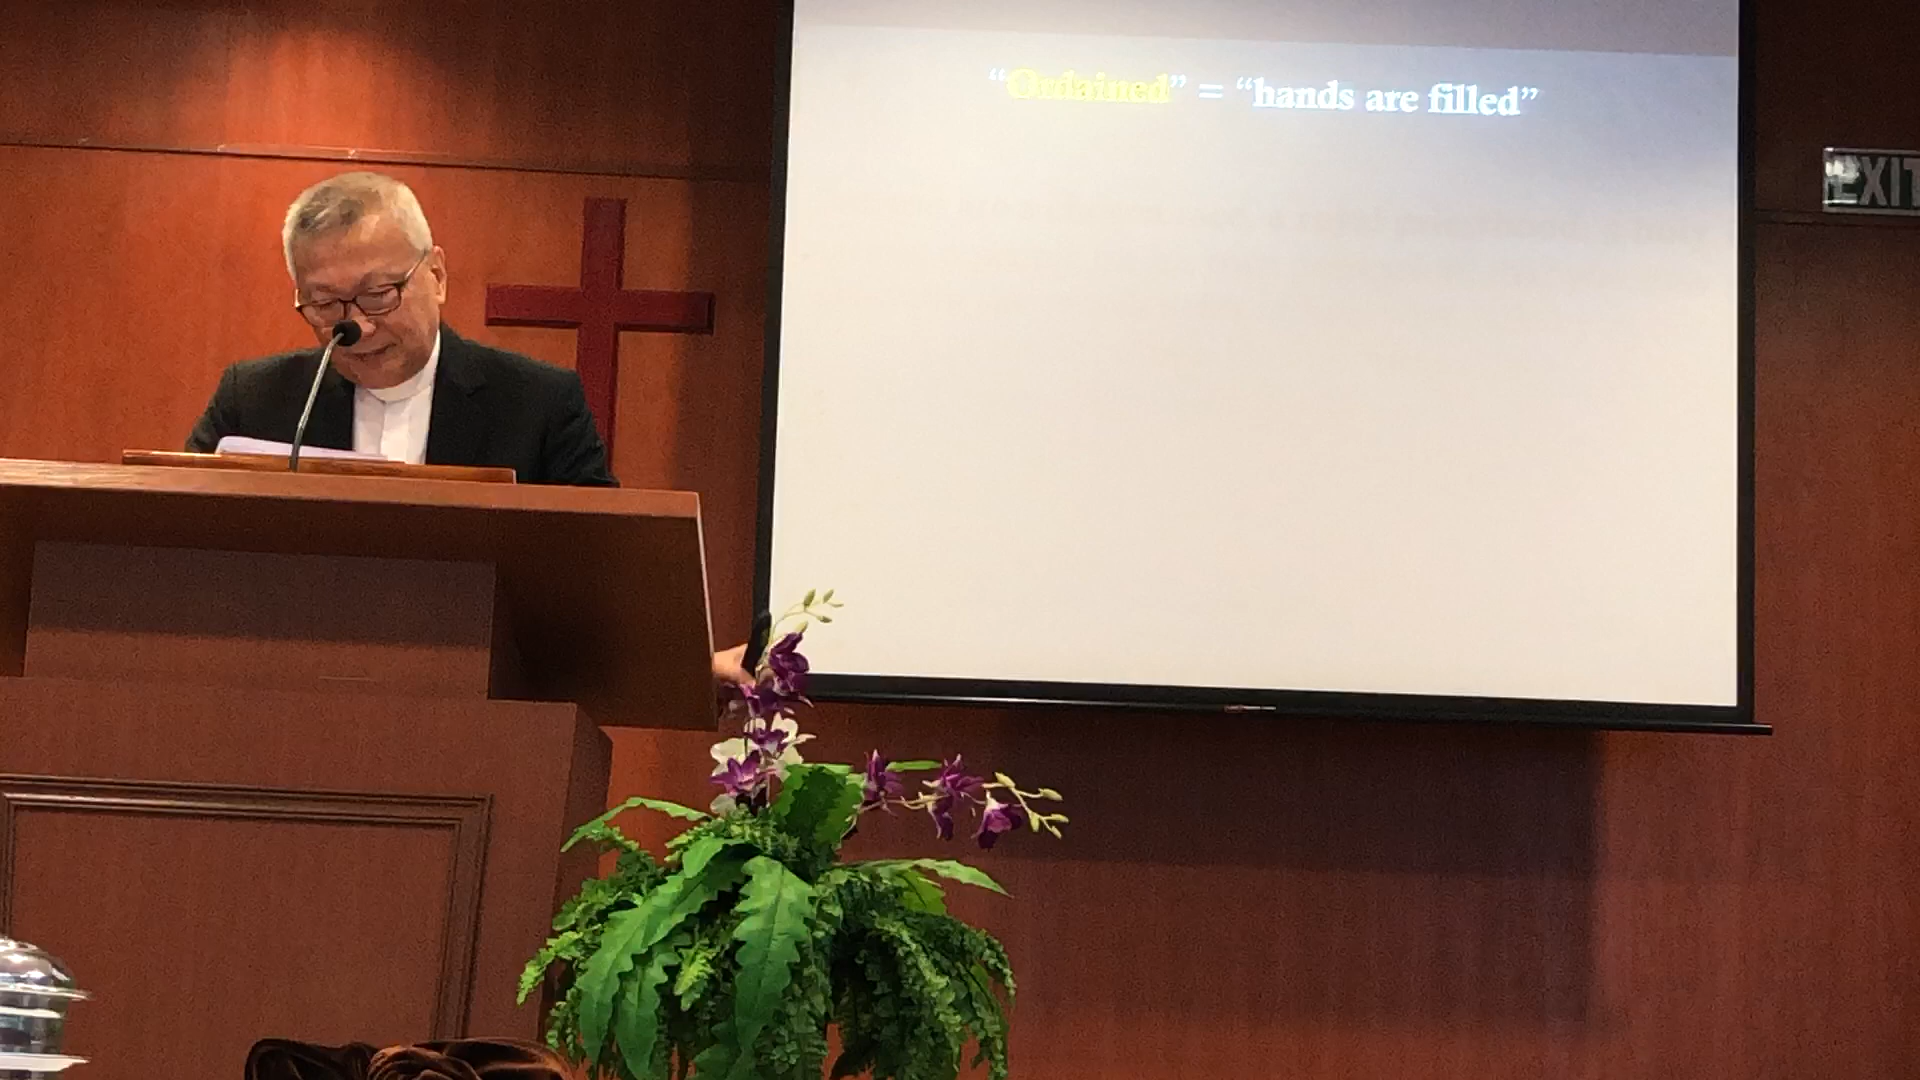 “Ordained” = “hands are filled”
EXIT